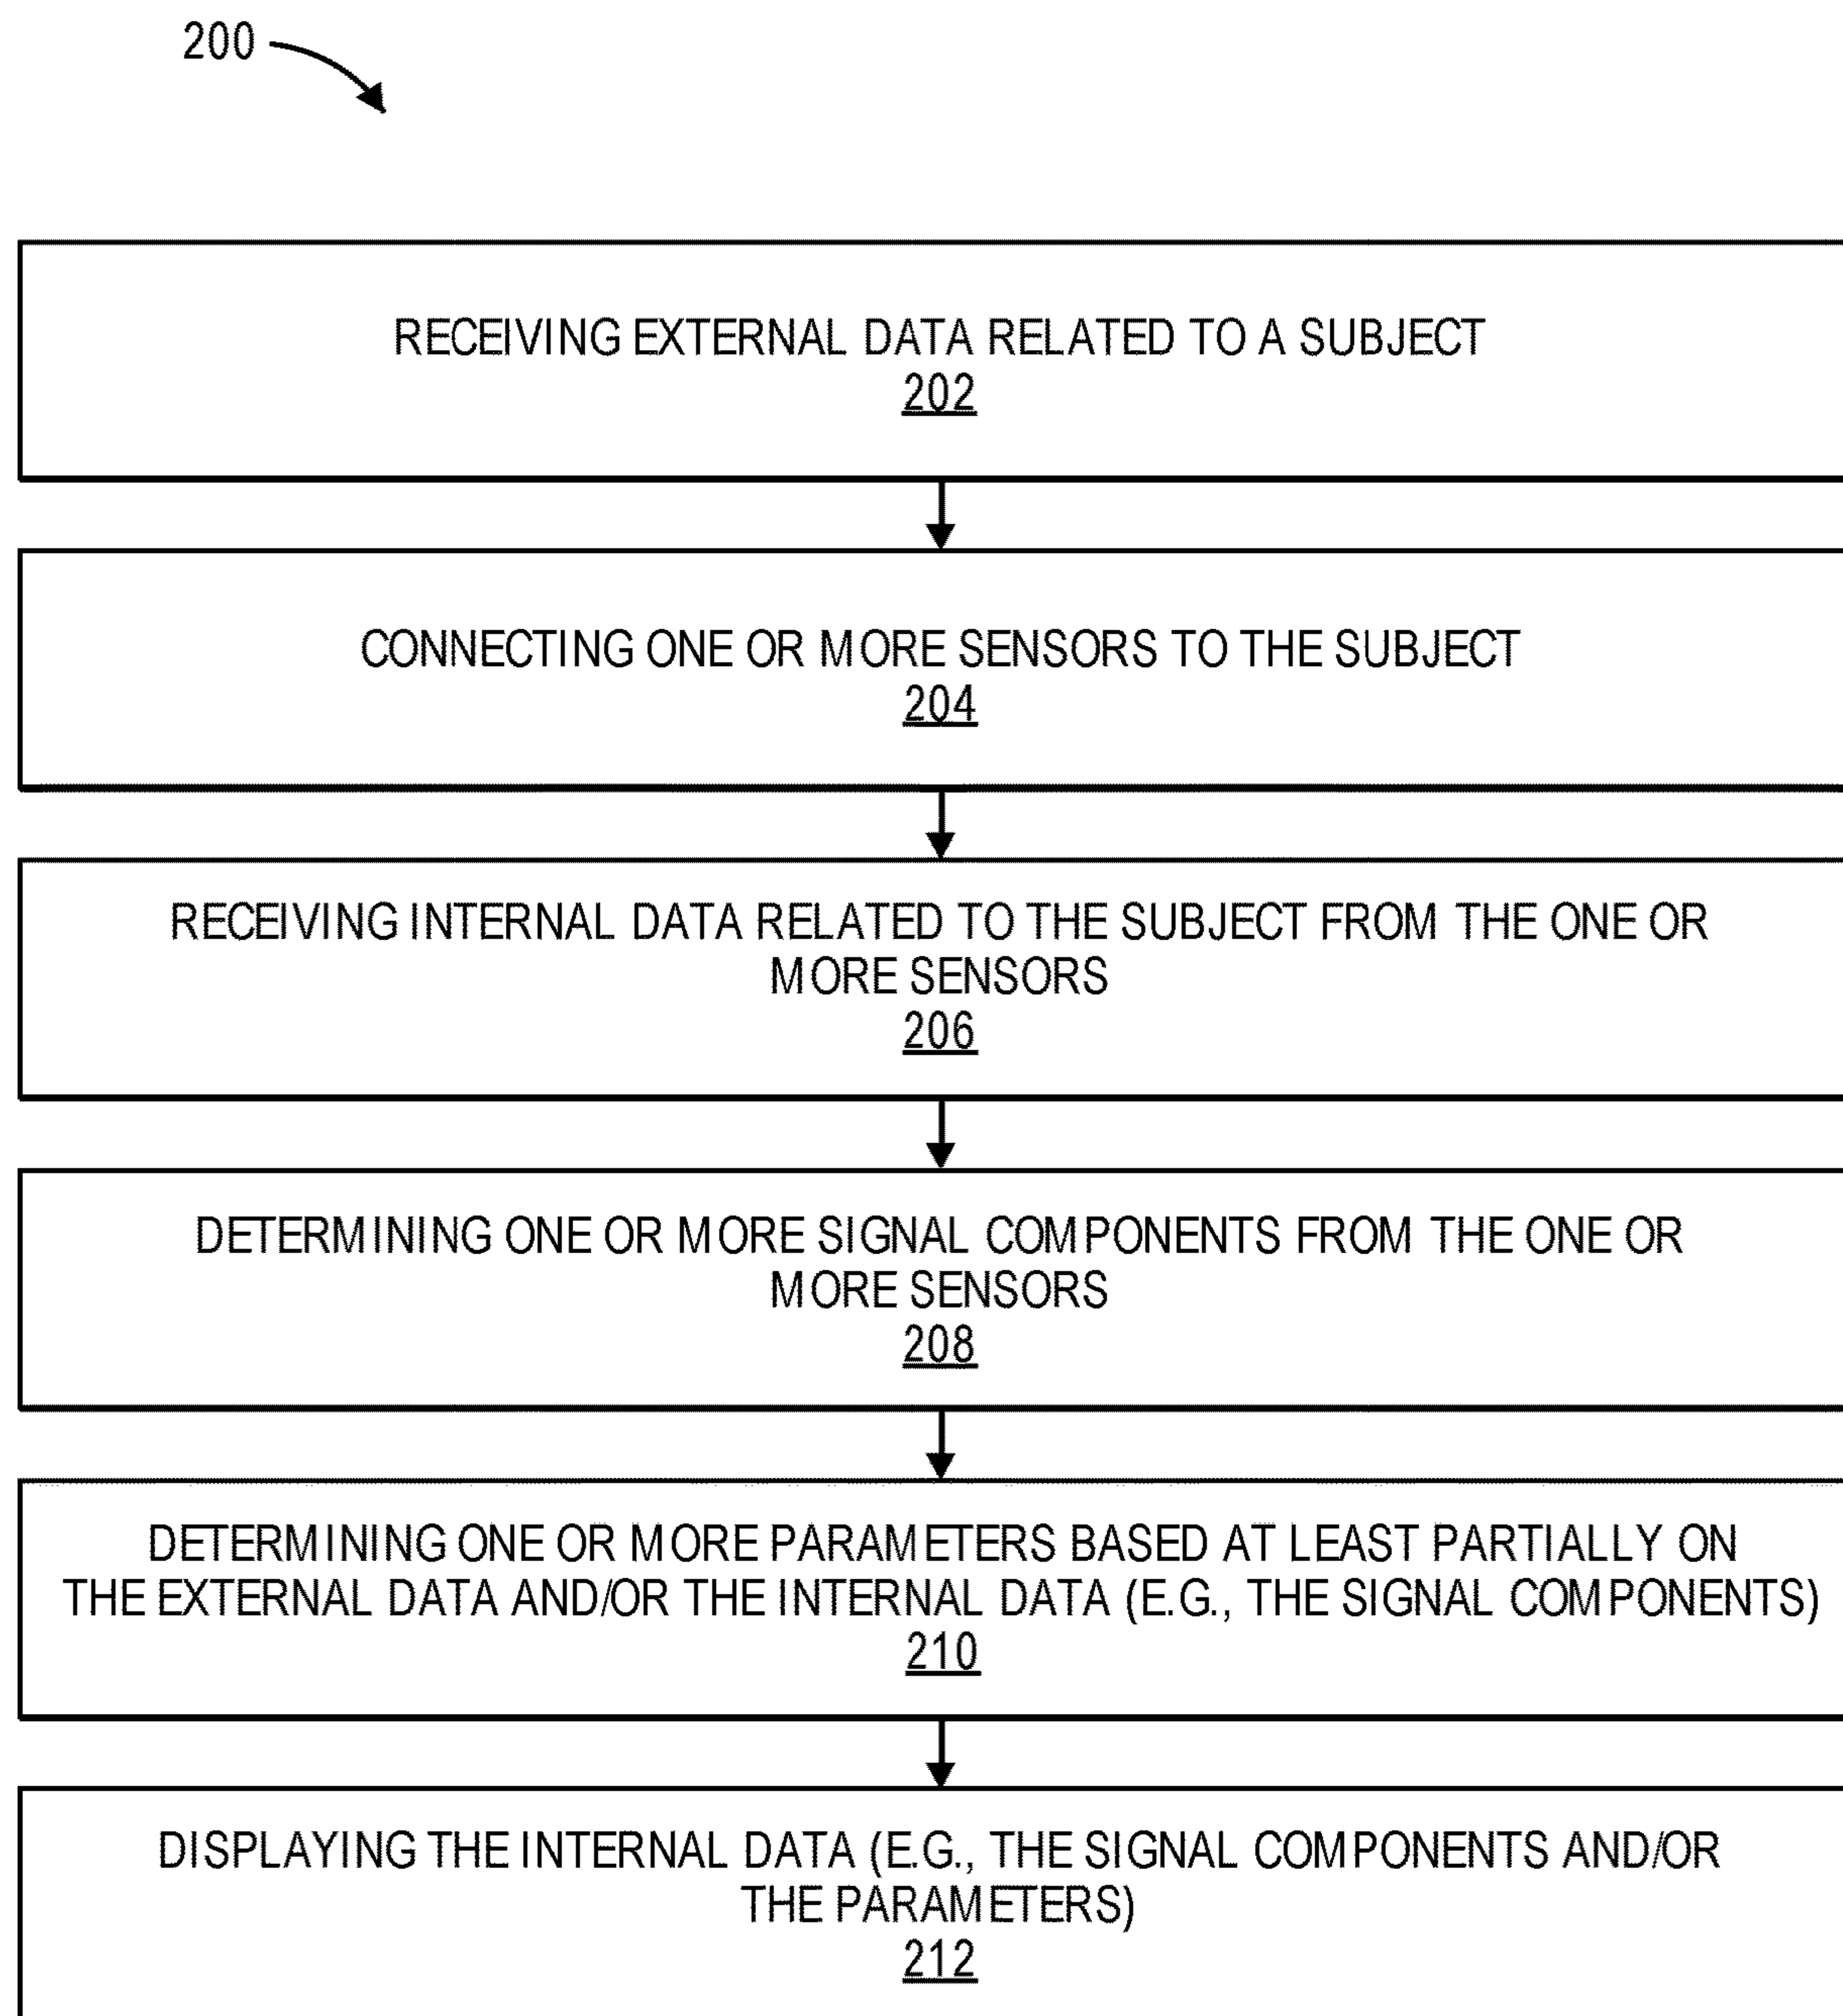 200
RECEIVING EXTERNAL DATA RELATED TO A SUBJECT
202
CONNECTING ONE OR MORE SENSORS TO THE SUBJECT
204
RECEIVING INTERNAL DATA RELATED TO THE SUBJECT FROM THE ONE OR
MORE SENSORS
206
DETERMINING ONE OR MORE SIGNAL COMPONENTS FROM THE ONE OR
MORE SENSORS
208
DETERMINING ONE OR MORE PARAMETERS BASED AT LEAST PARTIALLY ON
THE EXTERNAL DATA AND/OR THE INTERNAL DATA (E.G., THE SIGNAL COMPONENTS)
210
DISPLAYING THE INTERNAL DATA (E.G., THE SIGNAL COMPONENTS AND/OR
THE PARAMETERS)
212